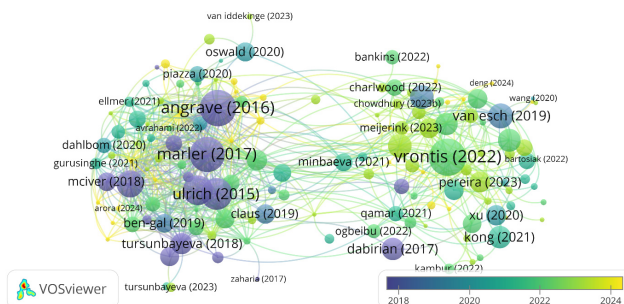 van iddekinge (2023)
oswald (2020)
bankins (2022)
piazza (2020)
deng (2024)
charlwood (2022)
ellmer (2021)
angrave (2016)
chowdhury (2023b)
wang (2020)
van esch (2019)
avrahami (2022)
meijerink (2023)
dahlbom (2020)
marler (2017)
vrontis (2022)
bartosiak (2022)
gurusinghe (2021)
minbaeva (2021)
mciver (2018)
pereira (2023)
ulrich (2015)
arora (2024)
claus (2019)
qamar (2021)
xu (2020)
ben-gal (2019)
ogbeibu (2022)
kong (2021)
tursunbayeva (2018)
dabirian (2017)
kambur (2022)
zaharia (2017)
tursunbayeva (2023)
VOSviewer
2018 2020 2022 2024